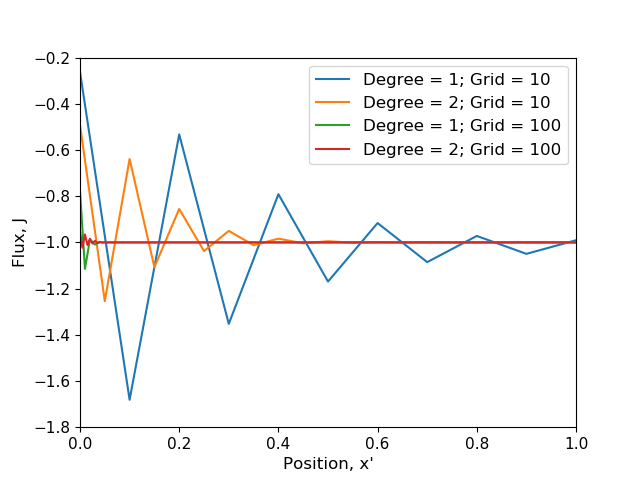 Degree = 1; Grid = 10
Degree = 2; Grid = 10
Degree = 1; Grid = 100
Degree = 2; Grid = 100
Flux, J
−0.2
−0.4
−0.6
−0.8
−1.0
−1.2
−1.4
−1.6
−1.8
0.0 0.2 0.4 0.6 0.8 1.0
Position, x'